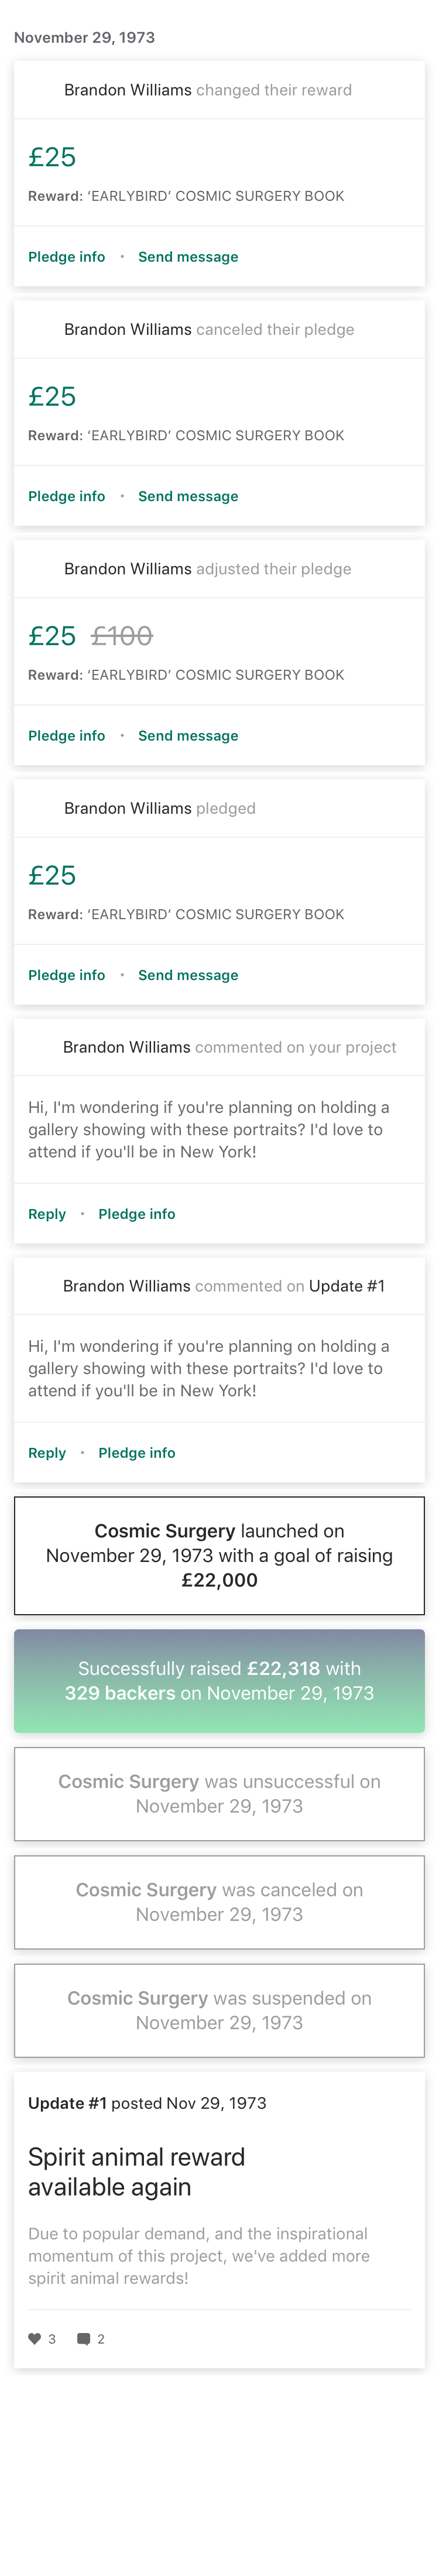 November 29, 1973
Brandon Williams changed their reward
£25
Reward: ‘EARLYBIRD’ COSMIC SURGERY BOOK
Pledge info • Send message
Brandon Williams canceled their pledge
£25
Reward: ‘EARLYBIRD’ COSMIC SURGERY BOOK
Pledge info • Send message
Brandon Williams adjusted their pledge
£25 £100
Reward: ‘EARLYBIRD’ COSMIC SURGERY BOOK
Pledge info • Send message
Brandon Williams pledged
£25
Reward: ‘EARLYBIRD’ COSMIC SURGERY BOOK
Pledge info • Send message
Brandon Williams commented on your project
Hi, I'm wondering if you're planning on holding a
gallery showing with these portraits? I'd love to
attend if you'll be in New York!
Reply • Pledge info
Brandon Williams commented on Update #1
Hi, I'm wondering if you're planning on holding a
gallery showing with these portraits? I'd love to
attend if you'll be in New York!
Reply • Pledge info
Cosmic Surgery launched on
November 29, 1973 with a goal of raising
£22,000
Successfully raised £22,318 with
329 backers on November 29, 1973
Cosmic Surgery was unsuccessful on
November 29, 1973
Cosmic Surgery was canceled on
November 29, 1973
Cosmic Surgery was suspended on
November 29, 1973
Update #1 posted Nov 29, 1973
Spirit animal reward
available again
Due to popular demand, and the inspirational
momentum of this project, we've added more
spirit animal rewards!
3 2